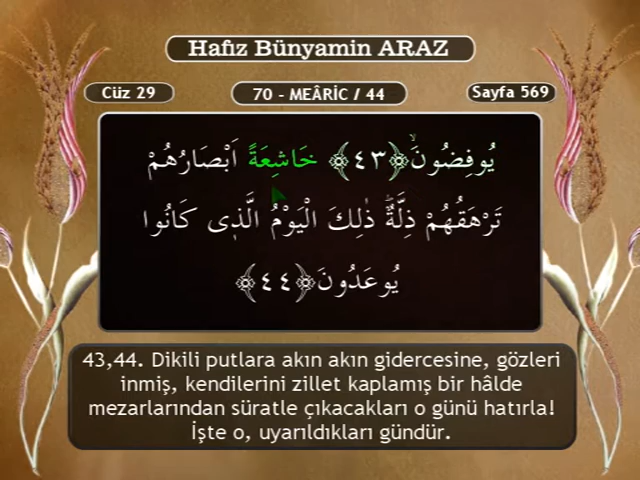 Hafız Bünyamin ARAZ
Cüz 29
70 - MEÂRİC / 44
Sayfa 569
يُوفِضُونَۙ ﴿٤٣﴾ خَاشِعَةً اَبْصَارُهُمْ
تَرْهَقُهُمْ ذِلَّةٌۜ ذٰلِكَ الْيَوْمُ الَّذ۪ى كَانُوا
يُوعَدُونَ ﴿٤٤﴾
43,44. Dikili putlara akın akın gidercesine, gözleri
inmiş, kendilerini zillet kaplamış bir hâlde
mezarlarından süratle çıkacakları o günü hatırla!
İşte o, uyarıldıkları gündür.